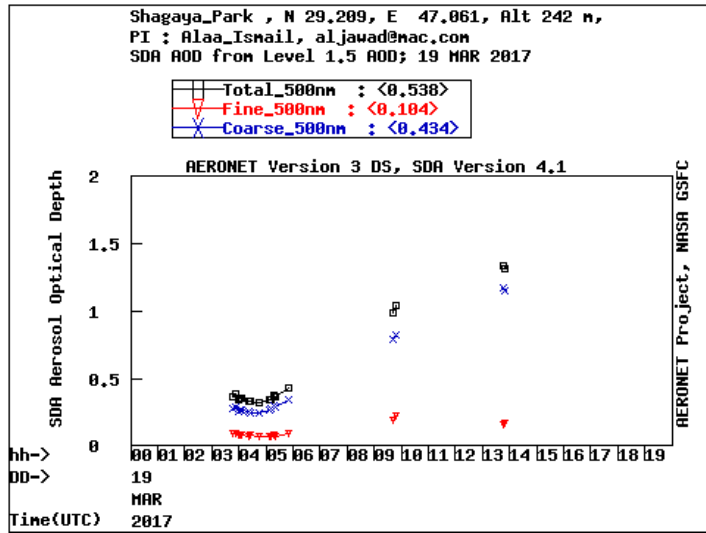 Shagaya_Park , N 29.209, E  47.061, Alt 242 m,
PI : Alaa_Ismail, aljawad@mac.com
SDA AOD from Level 1.5 AOD; 19 MAR 2017
Total_500nm  : <0.538>
Fine_500nm  : <0.104>
Coarse_500nm  : <0.434>
AERONET Version 3 DS, SDA Version 4.1
SDA Aerosol Optical Depth
2
1.5
1
0.5
0
AERONET Project, NASA GSFC
hh-> 00 01 02 03 04 05 06 07 08 09 10 11 12 13 14 15 16 17 18 19
DD-> 19
MAR
Time(UTC) 2017